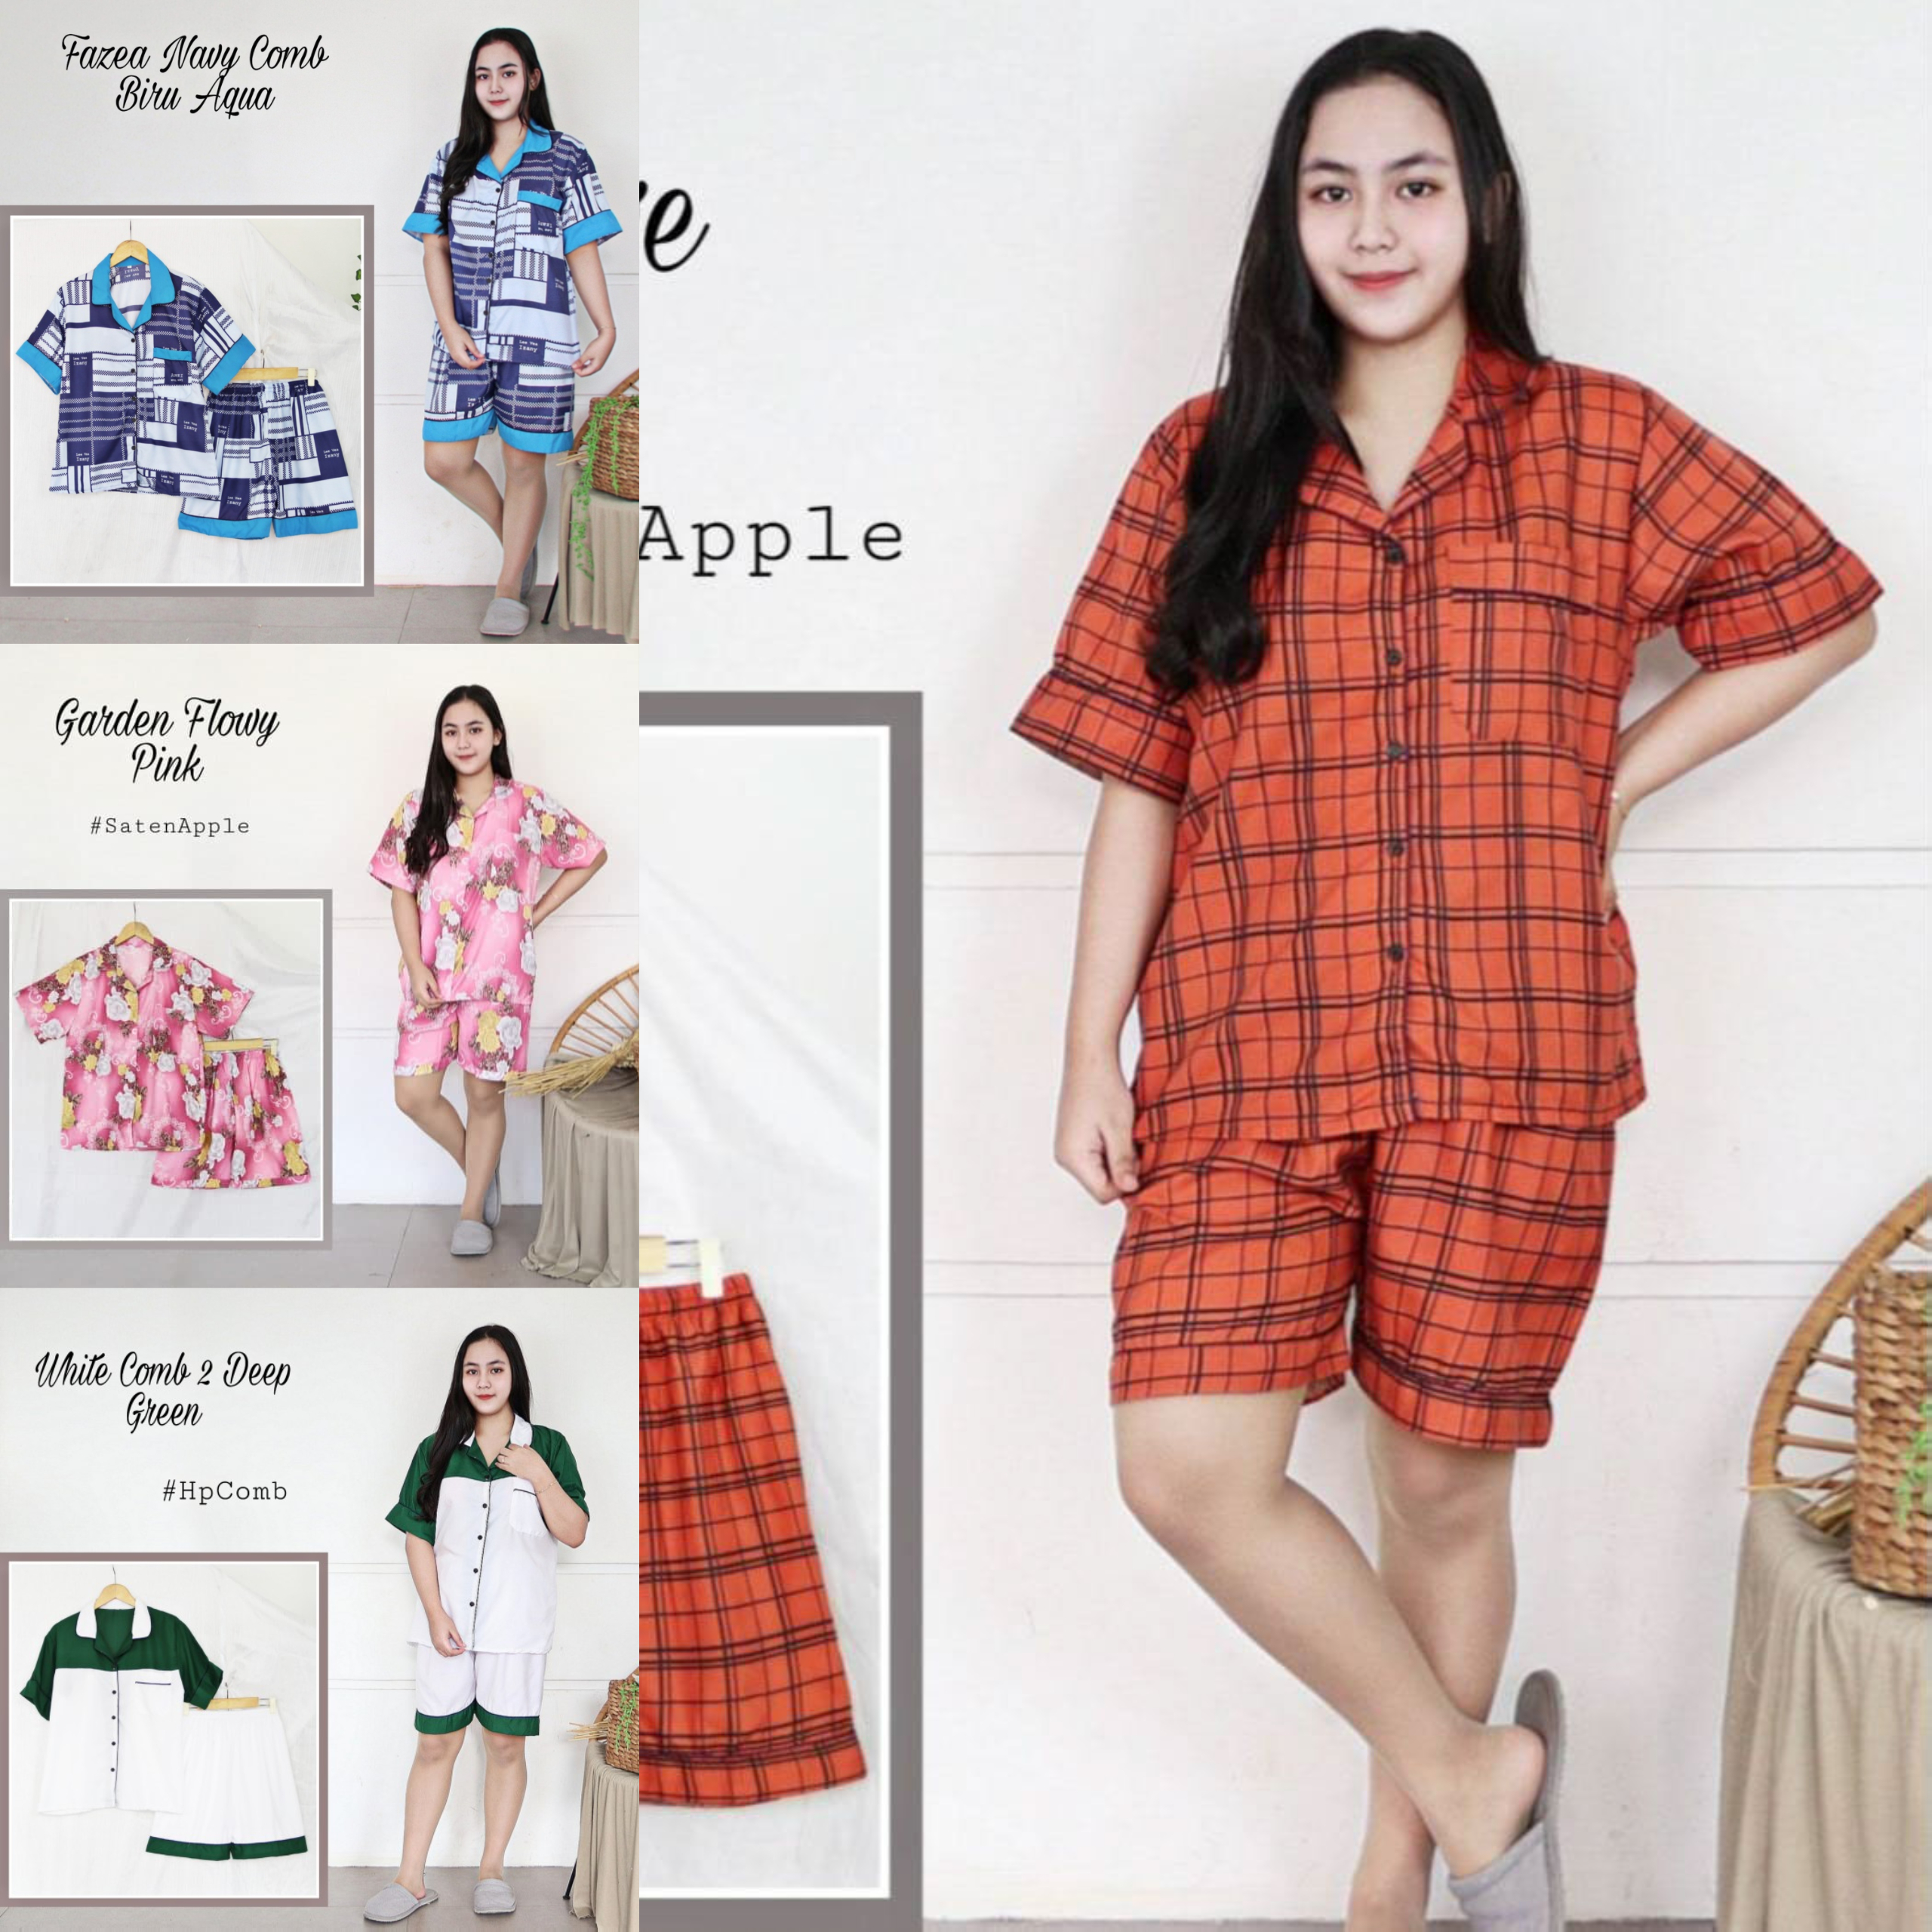 Fazea Navy Comb
Biru Aqua
Garden Flowy
Pink
#SatenApple
White Comb 2 Deep
Green
#HpComb
Apple